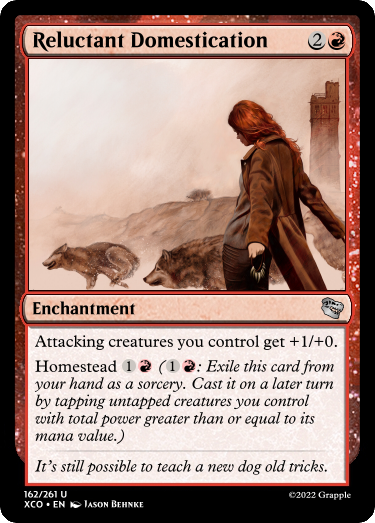 Reluctant Domestication 2
Enchantment
Attacking creatures you control get +1/+0.
Homestead 1 (1: Exile this card from
your hand as a sorcery. Cast it on a later turn
by tapping untapped creatures you control
with total power greater than or equal to its
mana value.)
It's still possible to teach a new dog old tricks.
162/261 U
XCO • EN Jason Behnke
©2022 Grapple